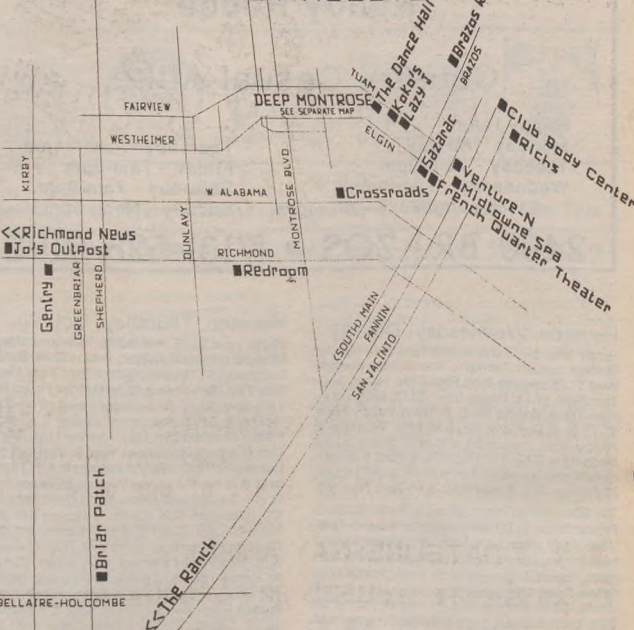 The Dance Hall
Brazos
BRAZOS
TUAM
KoKo's
Lazy J
DEEP MONTROSE
SEE SEPARATE MAP
FAIRVIEW
WESTHEIMER
ELGIN
Sazarac
Club Body Center
Richs
Venture-N
Midtowne Spa
French Quarter Theater
KIRBY
W ALABAMA
Crossroads
MONTROSE BLVD
DUNLAVY
<<Richmond News
Jo's Outpost
RICHMOND
Redroom
Gentry
GREENBRIAR
SHEPHERD
(SOUTH) MAIN
FANNIN
SAN JACINTO
Briar Patch
<<The Ranch
BELLAIRE-HOLCOMBE